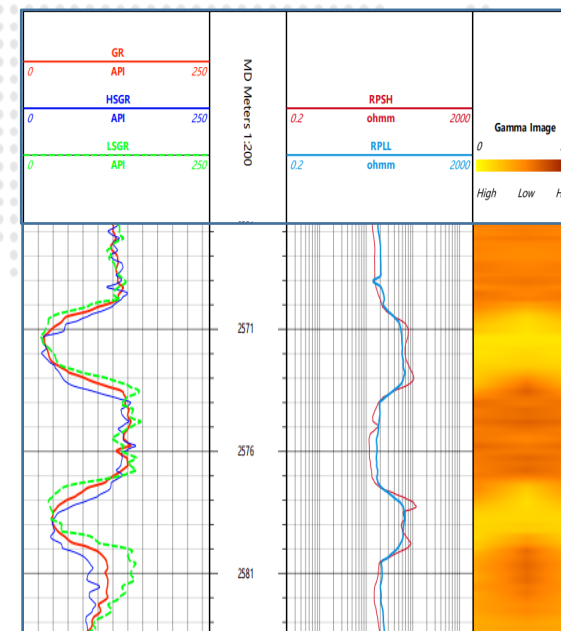 GR
0 API 250
HSGR
0 API 250
LSGR
0 API 250
MD Meters 1:200
RPSH
0.2 ohmm 2000
RPLL
0.2 ohmm 2000
Gamma Image
0
High Low
2571
2576
2581